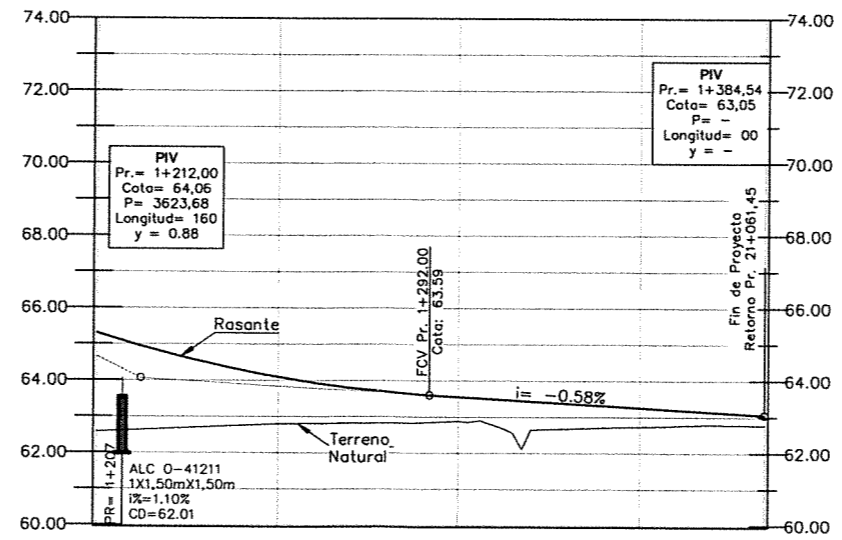 74.00
72.00
70.00
68.00
66.00
64.00
62.00
60.00
PIV
Pr.= 1+212,00
Cota= 64,06
P= 3623,68
Longitud= 160
y = 0.88
Rasante
FCV Pr. 1+292.00
Cota: 63.59
i= -0.58%
Terreno
Natural
PR= 1+207
ALC O-41211
1X1,50mX1,50m
i%=1.10%
CD=62.01
PIV
Pr.= 1+384,54
Cota= 63,05
P= -
Longitud= 00
y = -
Fin de Proyecto
Retorno Pr. 21+061,45
74.00
72.00
70.00
68.00
66.00
64.00
62.00
60.00